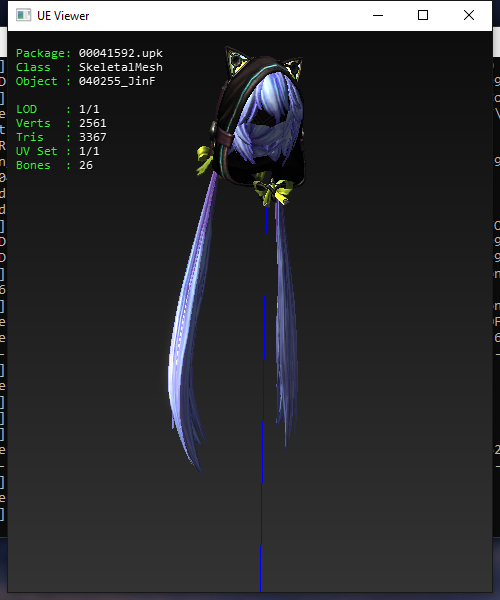 UE Viewer
Package: 00041592.upk
Class  : SkeletalMesh
Object : 040255_JinF
LOD    : 1/1
Verts  : 2561
Tris   : 3367
UV Set : 1/1
Bones  : 26